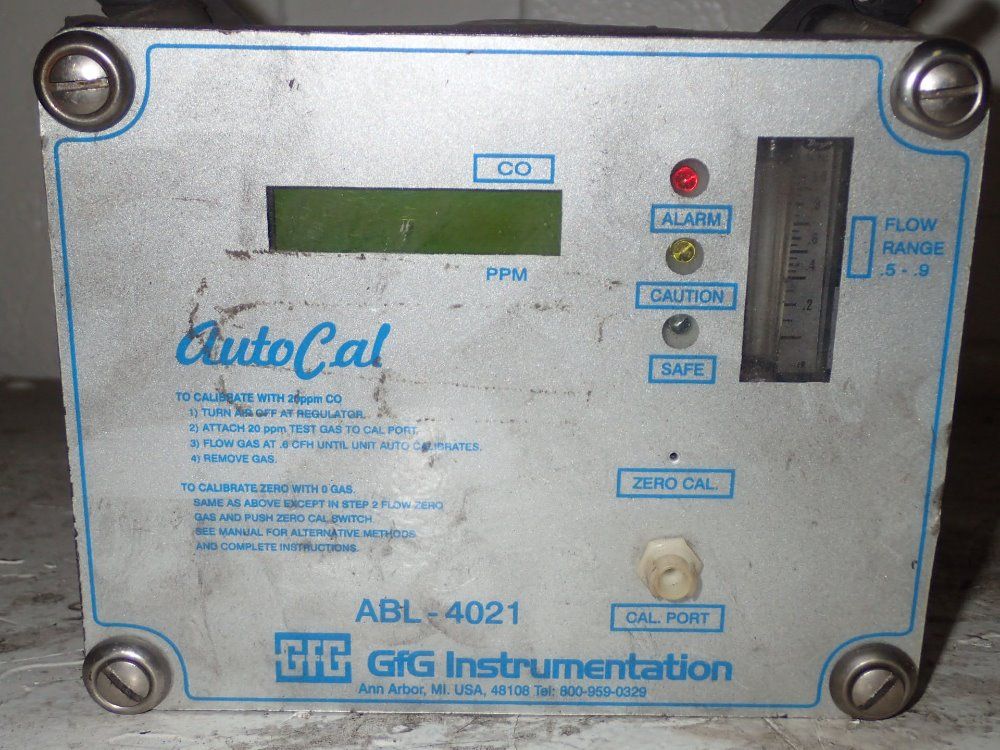 CO
PPM
ALARM
CAUTION
SAFE
FLOW
RANGE
.5 - .9
.2
AutoCal
TO CALIBRATE WITH 20ppm CO
1) TURN AIR OFF AT REGULATOR.
2) ATTACH 20 ppm TEST GAS TO CAL PORT.
3) FLOW GAS AT .6 CFH UNTIL UNIT AUTO CALIBRATES.
4) REMOVE GAS.
TO CALIBRATE ZERO WITH 0 GAS.
SAME AS ABOVE EXCEPT IN STEP 2 FLOW ZERO
GAS AND PUSH ZERO CAL SWITCH.
SEE MANUAL FOR ALTERNATIVE METHODS
AND COMPLETE INSTRUCTIONS.
ZERO CAL.
CAL. PORT
ABL - 4021
GfG GfG Instrumentation
Ann Arbor, MI. USA, 48108 Tel: 800-959-0329